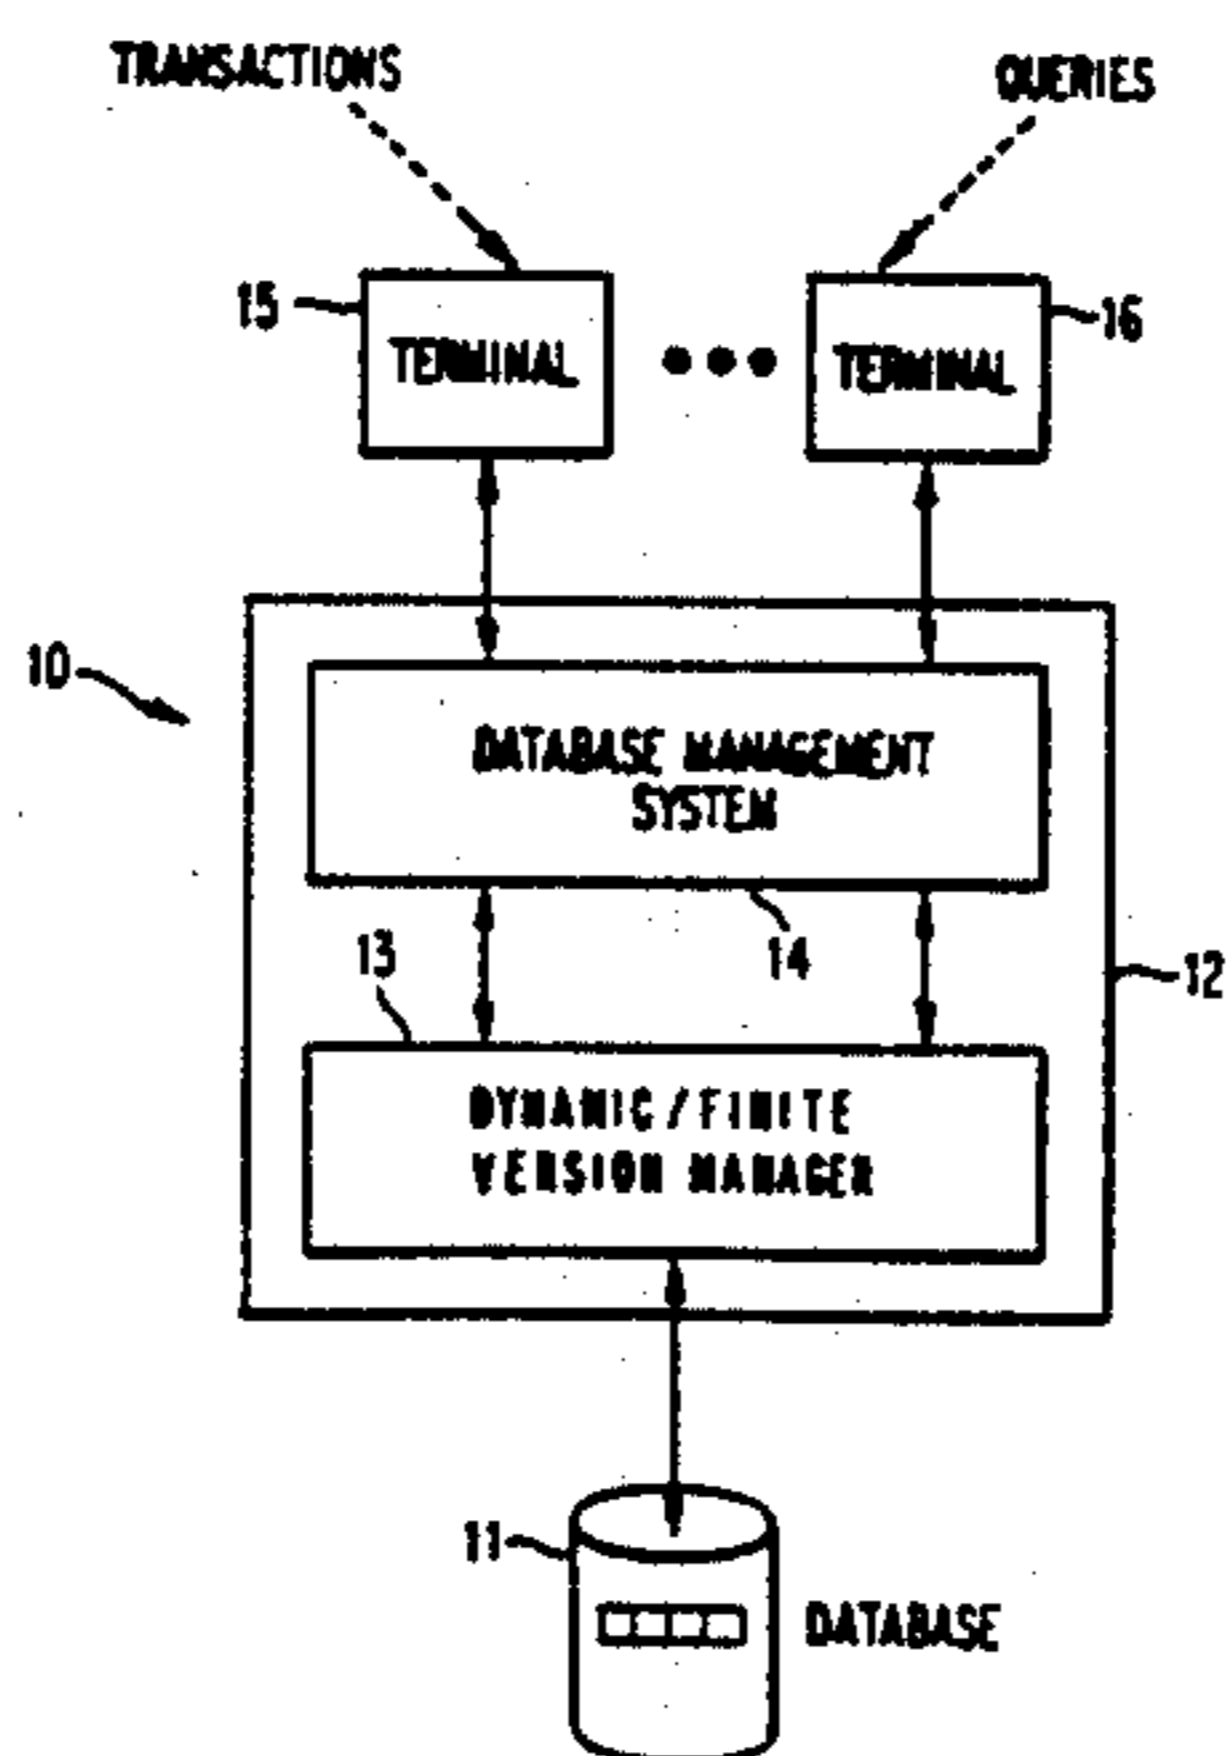 TRANSACTIONS
QUERIES
15
TERMINAL
TERMINAL
16
10
DATABASE MANAGEMENT
SYSTEM
13
14
12
DYNAMIC/FINITE
VERSION MANAGER
11
DATABASE